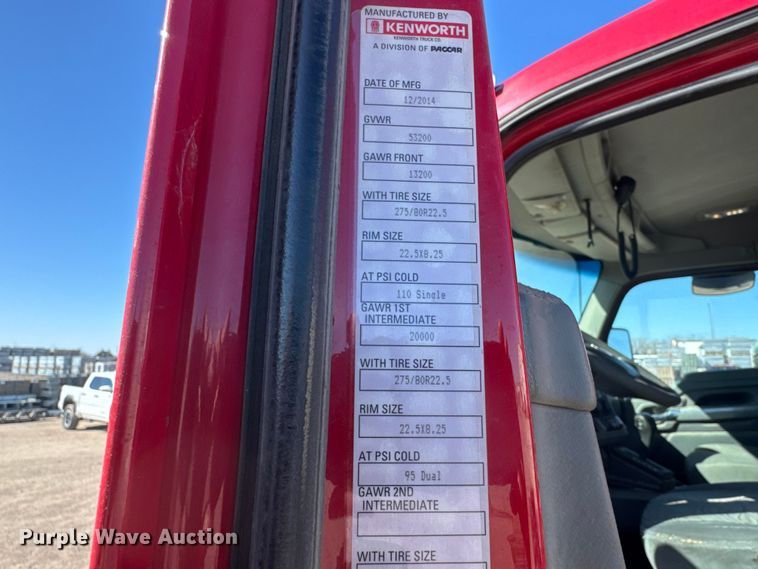 MANUFACTURED BY
KENWORTH
KENWORTH TRUCK CO.
A DIVISION OF PACCAR
DATE OF MFG
12/2014
GVWR
53200
GAWR FRONT
13200
WITH TIRE SIZE
275/80R22.5
RIM SIZE
22.5X8.25
AT PSI COLD
110 Single
GAWR 1ST
INTERMEDIATE
20000
WITH TIRE SIZE
275/80R22.5
RIM SIZE
22.5X8.25
AT PSI COLD
95 Dual
GAWR 2ND
INTERMEDIATE
WITH TIRE SIZE
Purple Wave Auction